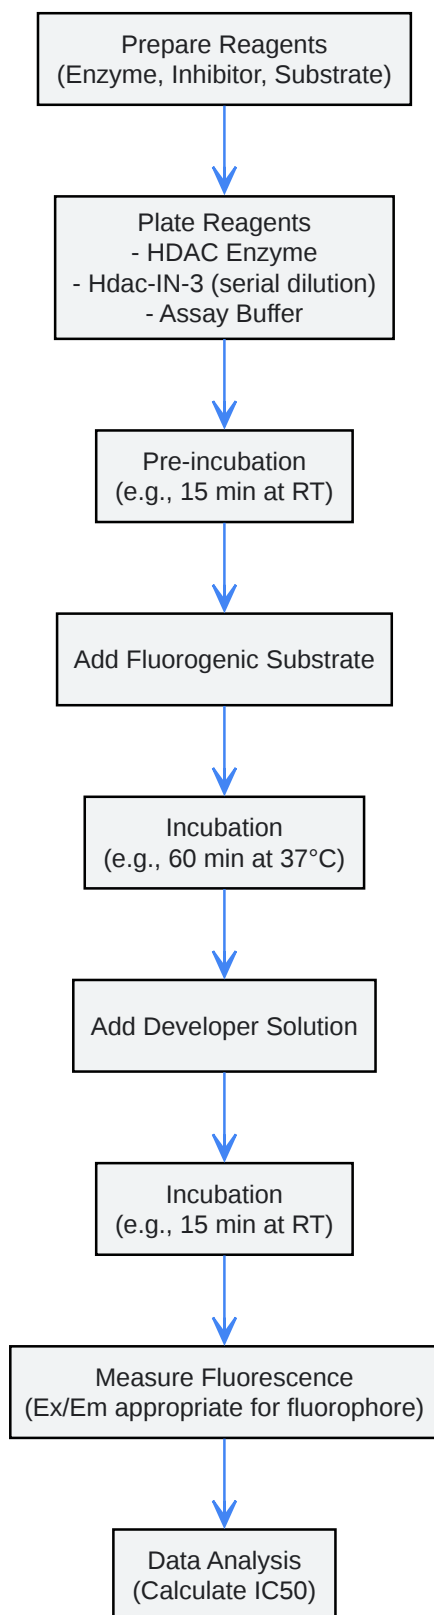 Prepare Reagents
(Enzyme, Inhibitor, Substrate)
Plate Reagents
- HDAC Enzyme
- Hdac-IN-3 (serial dilution)
- Assay Buffer
Pre-incubation
(e.g., 15 min at RT)
Add Fluorogenic Substrate
Incubation
(e.g., 60 min at 37°C)
Add Developer Solution
Incubation
(e.g., 15 min at RT)
Measure Fluorescence
(Ex/Em appropriate for fluorophore)
Data Analysis
(Calculate IC50)